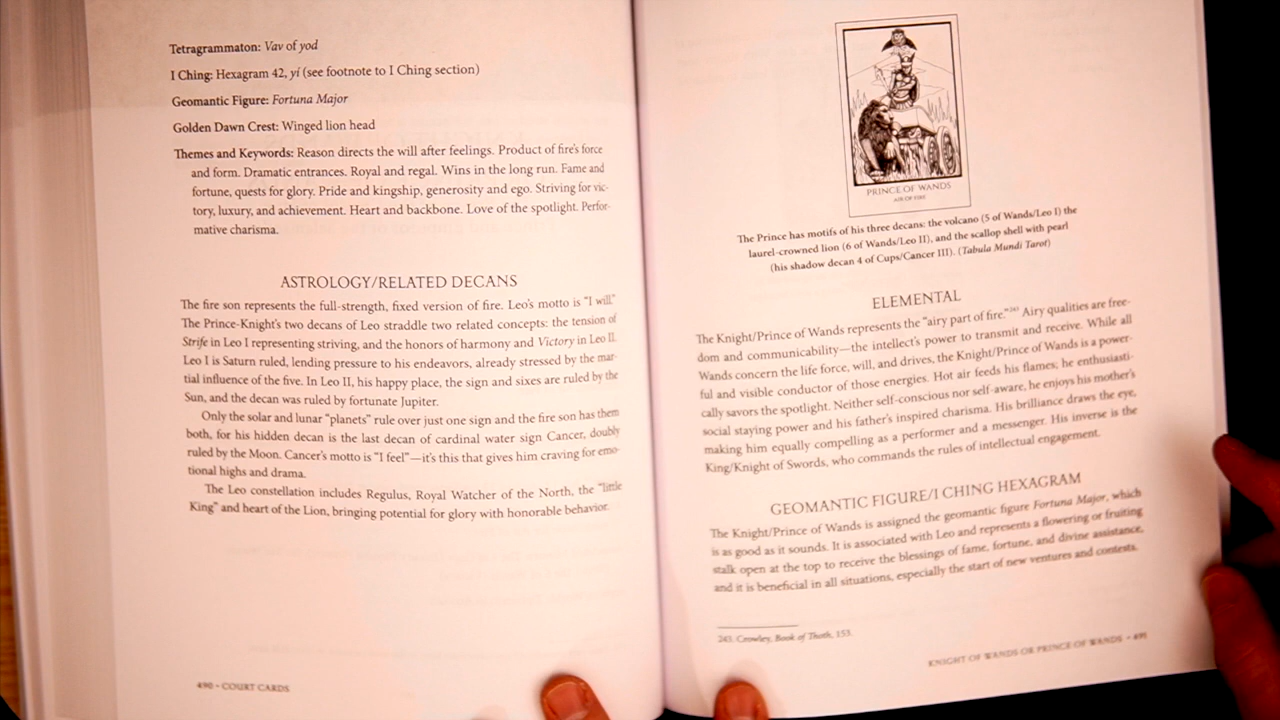 Tetragrammaton: Vav of yod
I Ching: Hexagram 42, yí (see footnote to I Ching section)
Geomantic Figure: Fortuna Major
Golden Dawn Crest: Winged lion head
Themes and Keywords: Reason directs the will after feelings. Product of fire's force
and form. Dramatic entrances. Royal and regal. Wins in the long run. Fame and
fortune, quests for glory. Pride and kingship, generosity and ego. Striving for vic-
tory, luxury, and achievement. Heart and backbone. Love of the spotlight. Perfor-
mative charisma.
ASTROLOGY/RELATED DECANS
The fire son represents the full-strength, fixed version of fire. Leo's motto is "I will."
The Prince-Knight's two decans of Leo straddle two related concepts: the tension of
Strife in Leo I representing striving, and the honors of harmony and Victory in Leo II.
Leo I is Saturn ruled, lending pressure to his endeavors, already stressed by the mar-
tial influence of the five. In Leo II, his happy place, the sign and sixes are ruled by the
Sun, and the decan was ruled by fortunate Jupiter.
Only the solar and lunar "planets" rule over just one sign and the fire son has them
both, for his hidden decan is the last decan of cardinal water sign Cancer, doubly
ruled by the Moon. Cancer's motto is "I feel"—it's this that gives him craving for emo-
tional highs and drama.
The Leo constellation includes Regulus, Royal Watcher of the North, the "little
King" and heart of the Lion, bringing potential for glory with honorable behavior.
490 • COURT CARDS
PRINCE OF WANDS
AIR OF FIRE
The Prince has motifs of his three decans: the volcano (5 of Wands/Leo I) the
laurel-crowned lion (6 of Wands/Leo II), and the scallop shell with pearl
(his shadow decan 4 of Cups/Cancer III). (Tabula Mundi Tarot)
ELEMENTAL
The Knight/Prince of Wands represents the "airy part of fire."243 Airy qualities are free-
dom and communicability—the intellect's power to transmit and receive. While all
Wands concern the life force, will, and drives, the Knight/Prince of Wands is a power-
ful and visible conductor of those energies. Hot air feeds his flames; he enthusiasti-
cally savors the spotlight. Neither self-conscious nor self-aware, he enjoys his mother's
social staying power and his father's inspired charisma. His brilliance draws the eye,
making him equally compelling as a performer and a messenger. His inverse is the
King/Knight of Swords, who commands the rules of intellectual engagement.
GEOMANTIC FIGURE/I CHING HEXAGRAM
The Knight/Prince of Wands is assigned the geomantic figure Fortuna Major, which
is as good as it sounds. It is associated with Leo and represents a flowering or fruiting
stalk open at the top to receive the blessings of fame, fortune, and divine assistance,
and it is beneficial in all situations, especially the start of new ventures and contests.
243. Crowley, Book of Thoth, 153.
KNIGHT OF WANDS OR PRINCE OF WANDS • 491